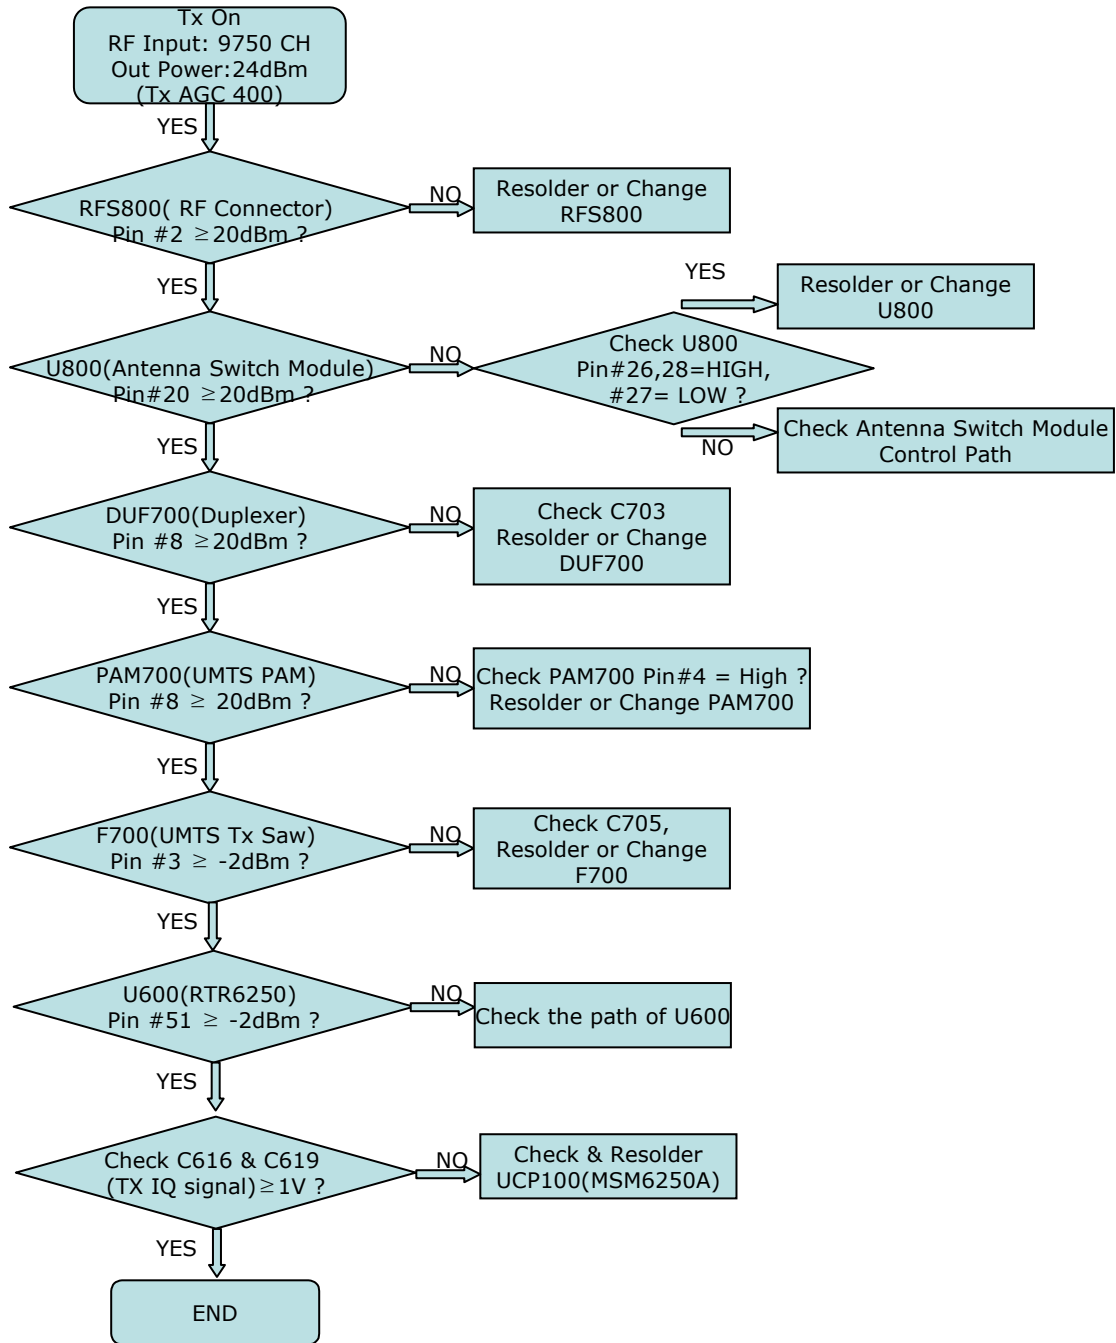 Tx On
RF Input: 9750 CH
Out Power:24dBm
(Tx AGC 400)
YES
RFS800( RF Connector)
Pin #2 ≥20dBm ?
NO
Resolder or Change
RFS800
YES
U800(Antenna Switch Module)
Pin#20 ≥20dBm ?
NO
Check U800
Pin#26,28=HIGH,
#27= LOW ?
YES
Resolder or Change
U800
NO
Check Antenna Switch Module
Control Path
YES
DUF700(Duplexer)
Pin #8 ≥20dBm ?
NO
Check C703
Resolder or Change
DUF700
YES
PAM700(UMTS PAM)
Pin #8 ≥ 20dBm ?
NO
Check PAM700 Pin#4 = High ?
Resolder or Change PAM700
YES
F700(UMTS Tx Saw)
Pin #3 ≥ -2dBm ?
NO
Check C705,
Resolder or Change
F700
YES
U600(RTR6250)
Pin #51 ≥ -2dBm ?
NO
Check the path of U600
YES
Check C616 & C619
(TX IQ signal)≥1V ?
NO
Check & Resolder
UCP100(MSM6250A)
YES
END